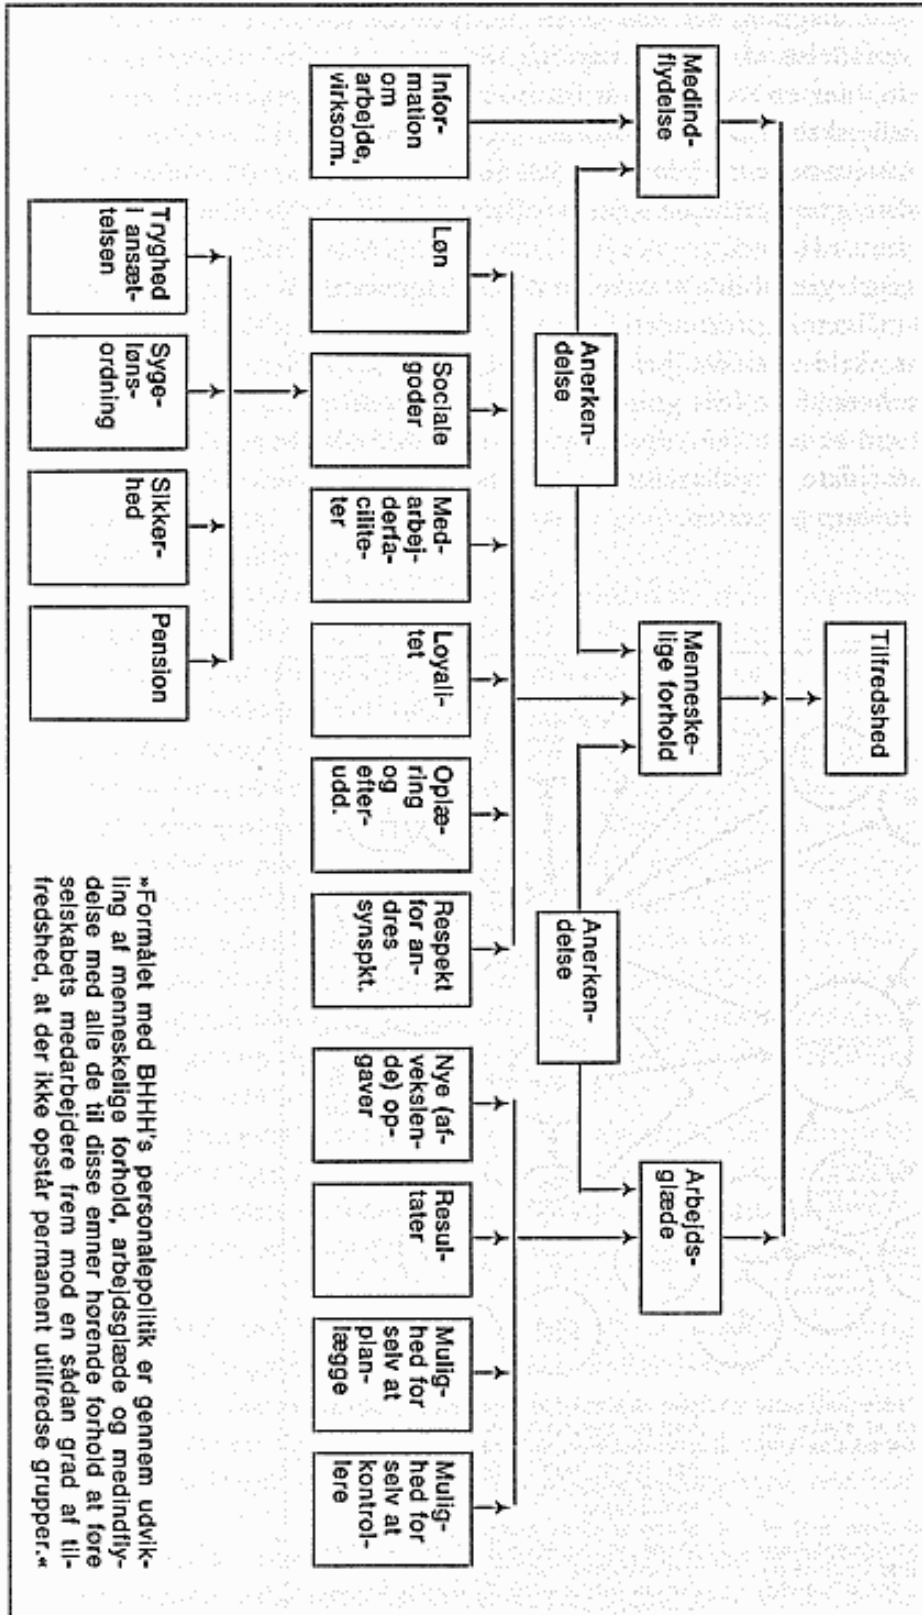 Tilfredshed
Medind-
flydelse
Menneske-
lige forhold
Arbejds-
glæde
Anerken-
delse
Anerken-
delse
Infor-
mation
om
arbejde,
virksom.
Løn
Sociale
goder
Med-
arbej-
derfa-
cilite-
ter
Loyali-
tet
Oplæ-
ring
og
efter-
udd.
Respekt
for an-
dres
synspkt.
Nye (af-
vekslen-
de) op-
gaver
Resul-
tater
Mulig-
hed for
selv at
plan-
lægge
Mulig-
hed for
selv at
kontrol-
lere
Tryghed
i ansæt-
telsen
Syge-
løns-
ordning
Sikker-
hed
Pension
»Formålet med BHHH's personalepolitik er gennem udvik-
ling af menneskelige forhold, arbejdsglæde og medindfly-
delse med alle de til disse emner hørende forhold at føre
selskabets medarbejdere frem mod en sådan grad af til-
fredshed, at der ikke opstår permanent utilfredse grupper.«